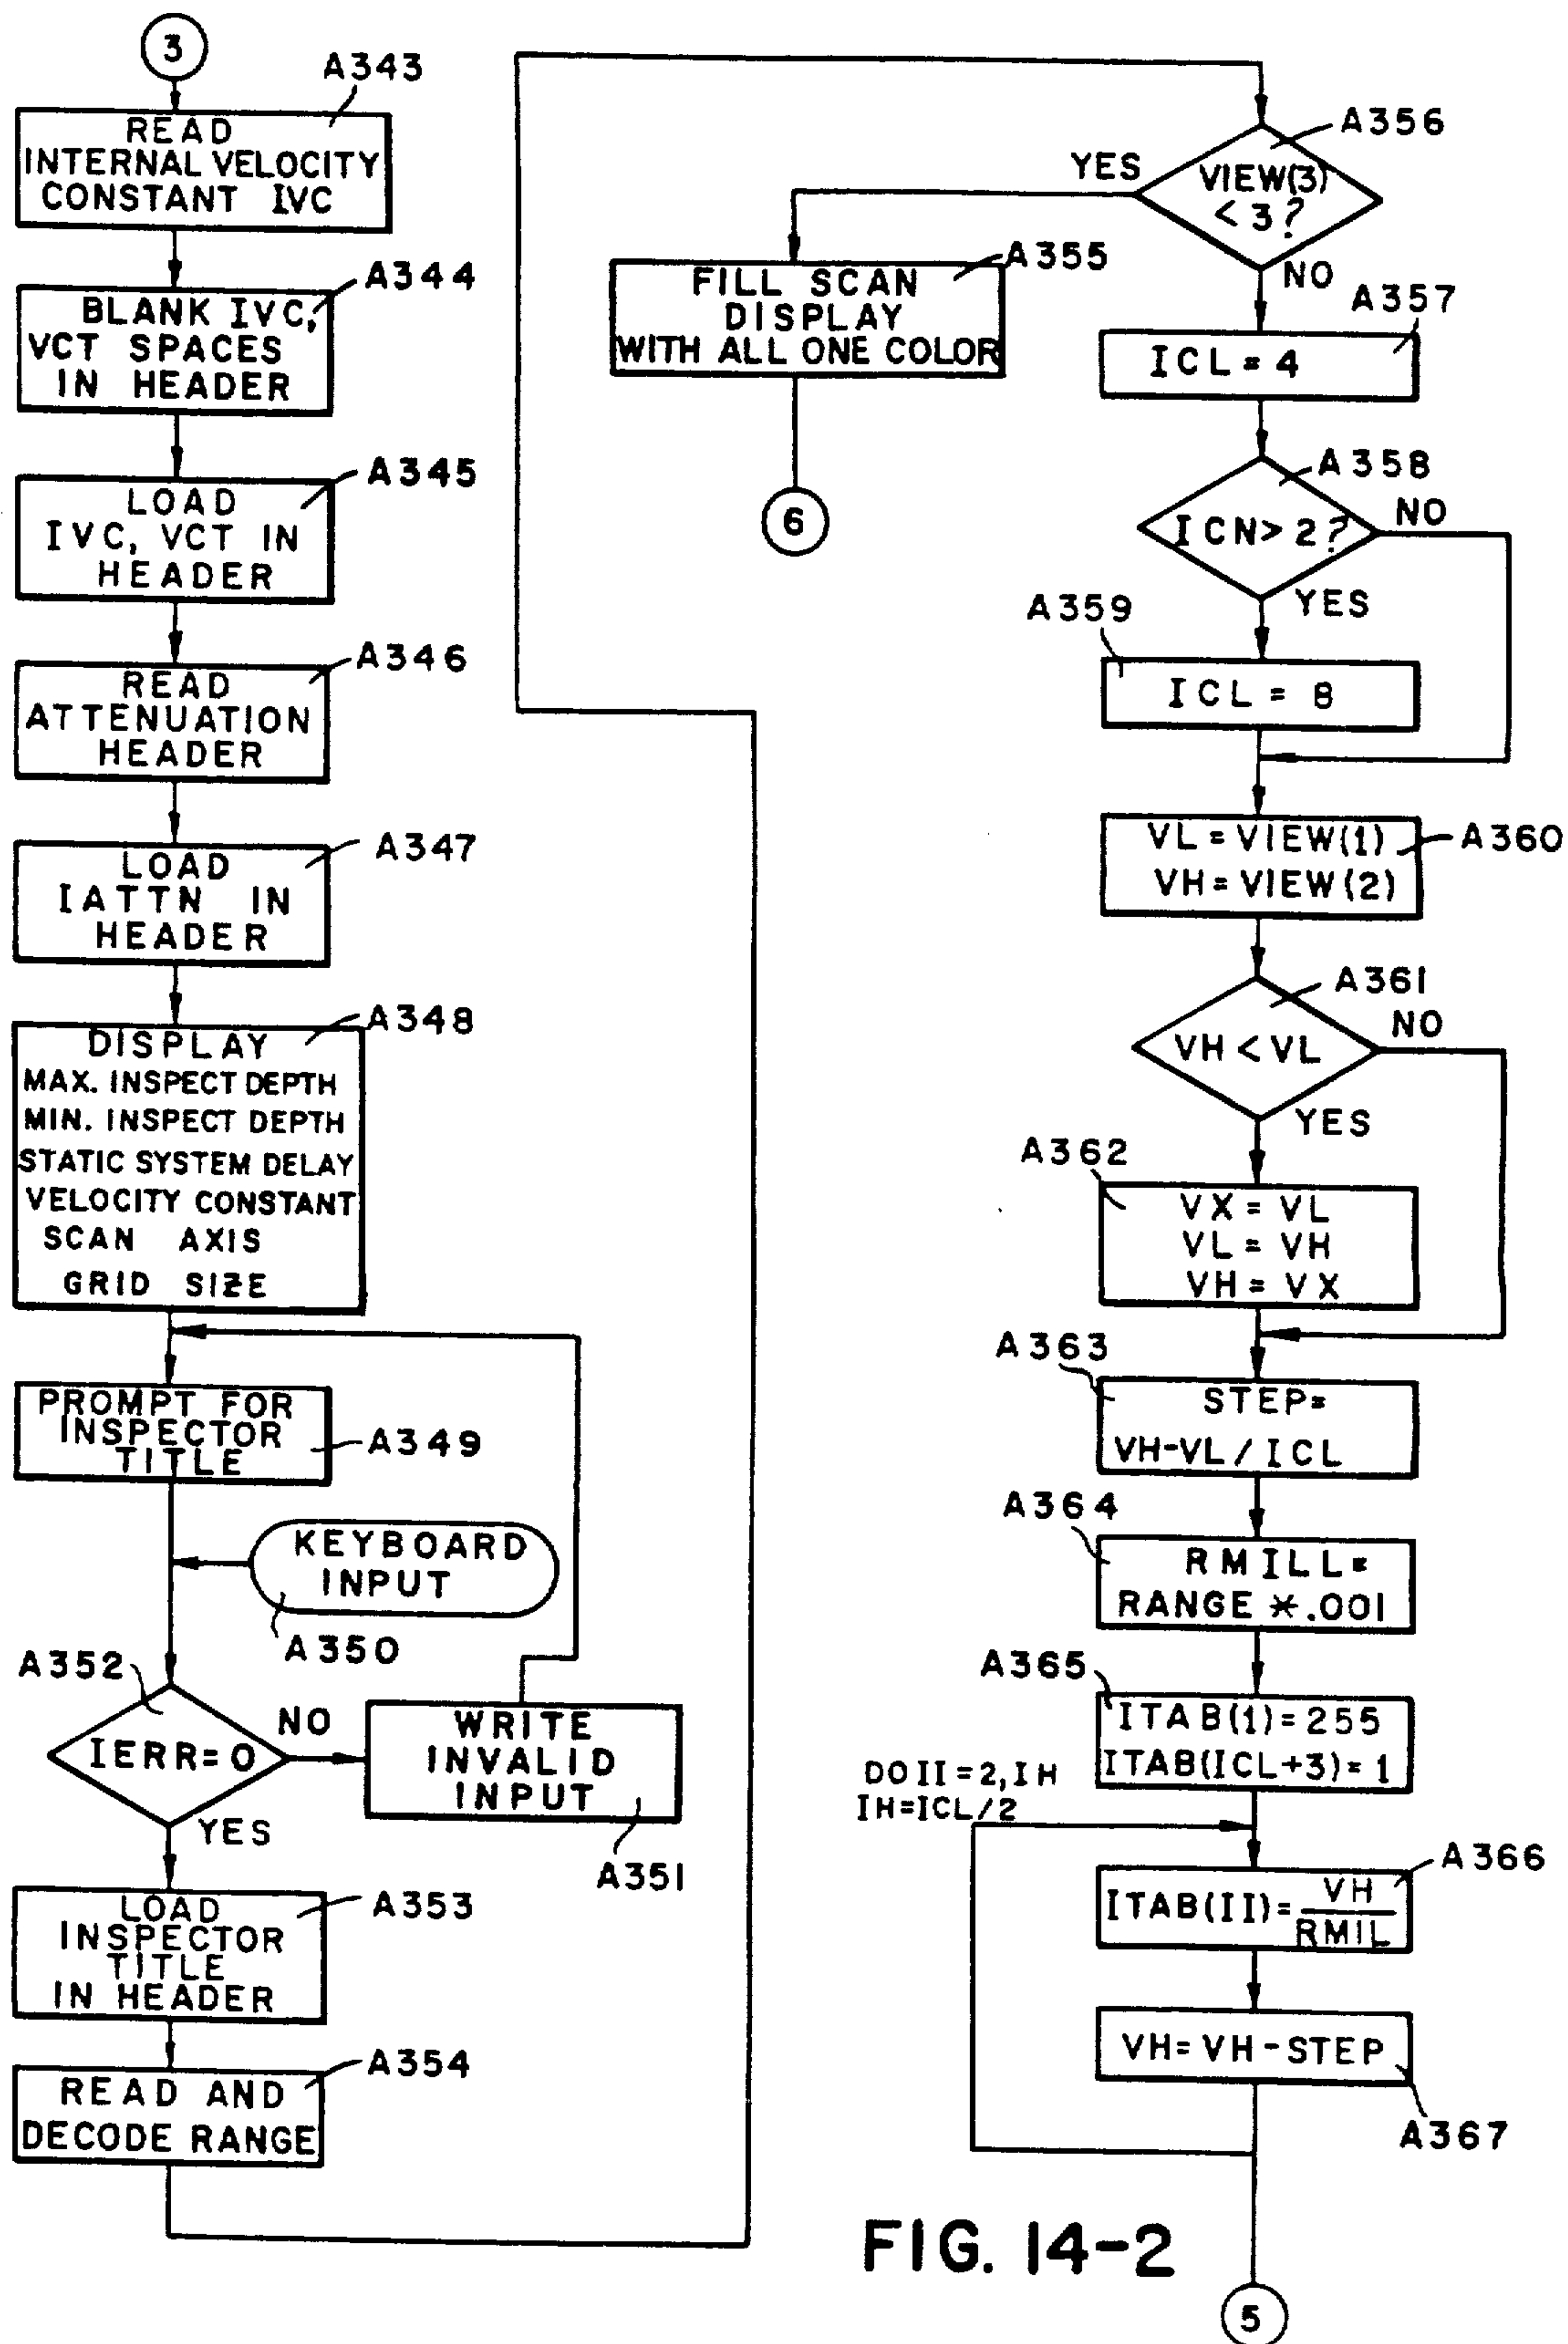 3
A343
READ
INTERNAL VELOCITY
CONSTANT IVC
A344
BLANK IVC,
VCT SPACES
IN HEADER
A345
LOAD
IVC, VCT IN
HEADER
A346
READ
ATTENUATION
HEADER
A347
LOAD
IATTN IN
HEADER
A348
DISPLAY
MAX. INSPECT DEPTH
MIN. INSPECT DEPTH
STATIC SYSTEM DELAY
VELOCITY CONSTANT
SCAN AXIS
GRID SIZE
PROMPT FOR
INSPECTOR
TITLE
A349
KEYBOARD
INPUT
A350
A352
IERR=0
NO
YES
WRITE
INVALID
INPUT
A351
A353
LOAD
INSPECTOR
TITLE
IN HEADER
A354
READ AND
DECODE RANGE
A356
VIEW(3)
< 3?
YES
NO
A355
FILL SCAN
DISPLAY
WITH ALL ONE COLOR
6
A357
ICL = 4
A358
ICN> 2?
NO
YES
A359
ICL = 8
VL = VIEW(1)
VH = VIEW(2)
A360
A361
VH < VL
NO
YES
A362
VX = VL
VL = VH
VH = VX
A363
STEP=
VH-VL / ICL
A364
RMILL=
RANGE *.001
A365
ITAB(1)=255
ITAB(ICL+3)= 1
DO II =2, IH
IH=ICL/2
A366
ITAB(II)= VH
RMIL
VH= VH-STEP
A367
FIG. 14-2
5